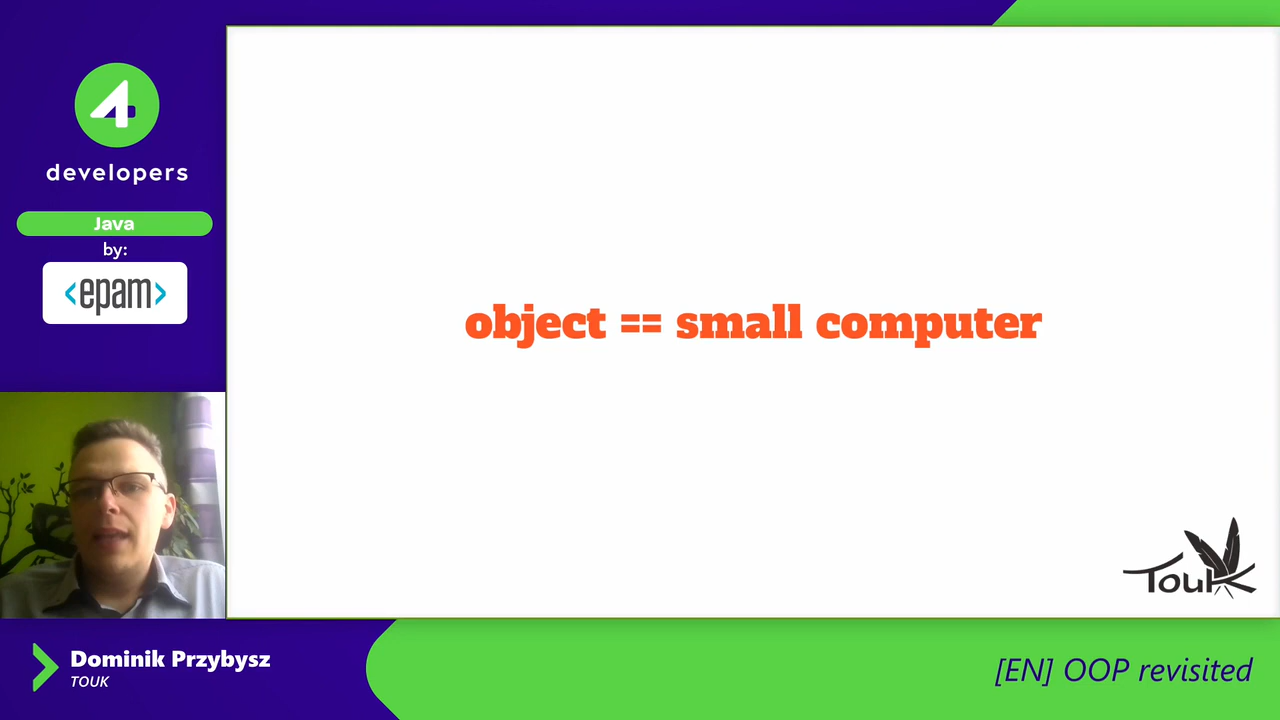 4
developers
Java
by:
<epam>
object == small computer
Touk
Dominik Przybysz
TOUK
[EN] OOP revisited